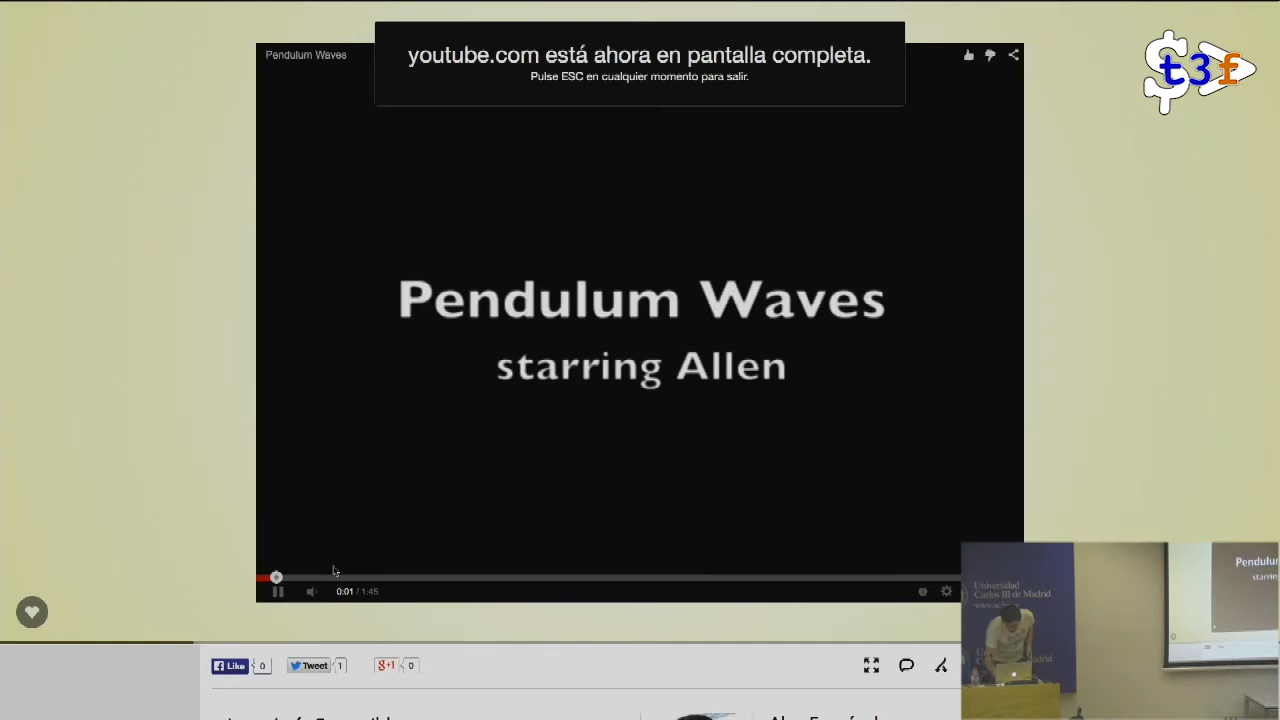 youtube.com está ahora en pantalla completa.
Pulse ESC en cualquier momento para salir.
Pendulum Waves
$t3f
Pendulum Waves
starring Allen
0:01 / 1:45
Like 0
Tweet 1
g+1 0
Universidad
Carlos III de Madrid